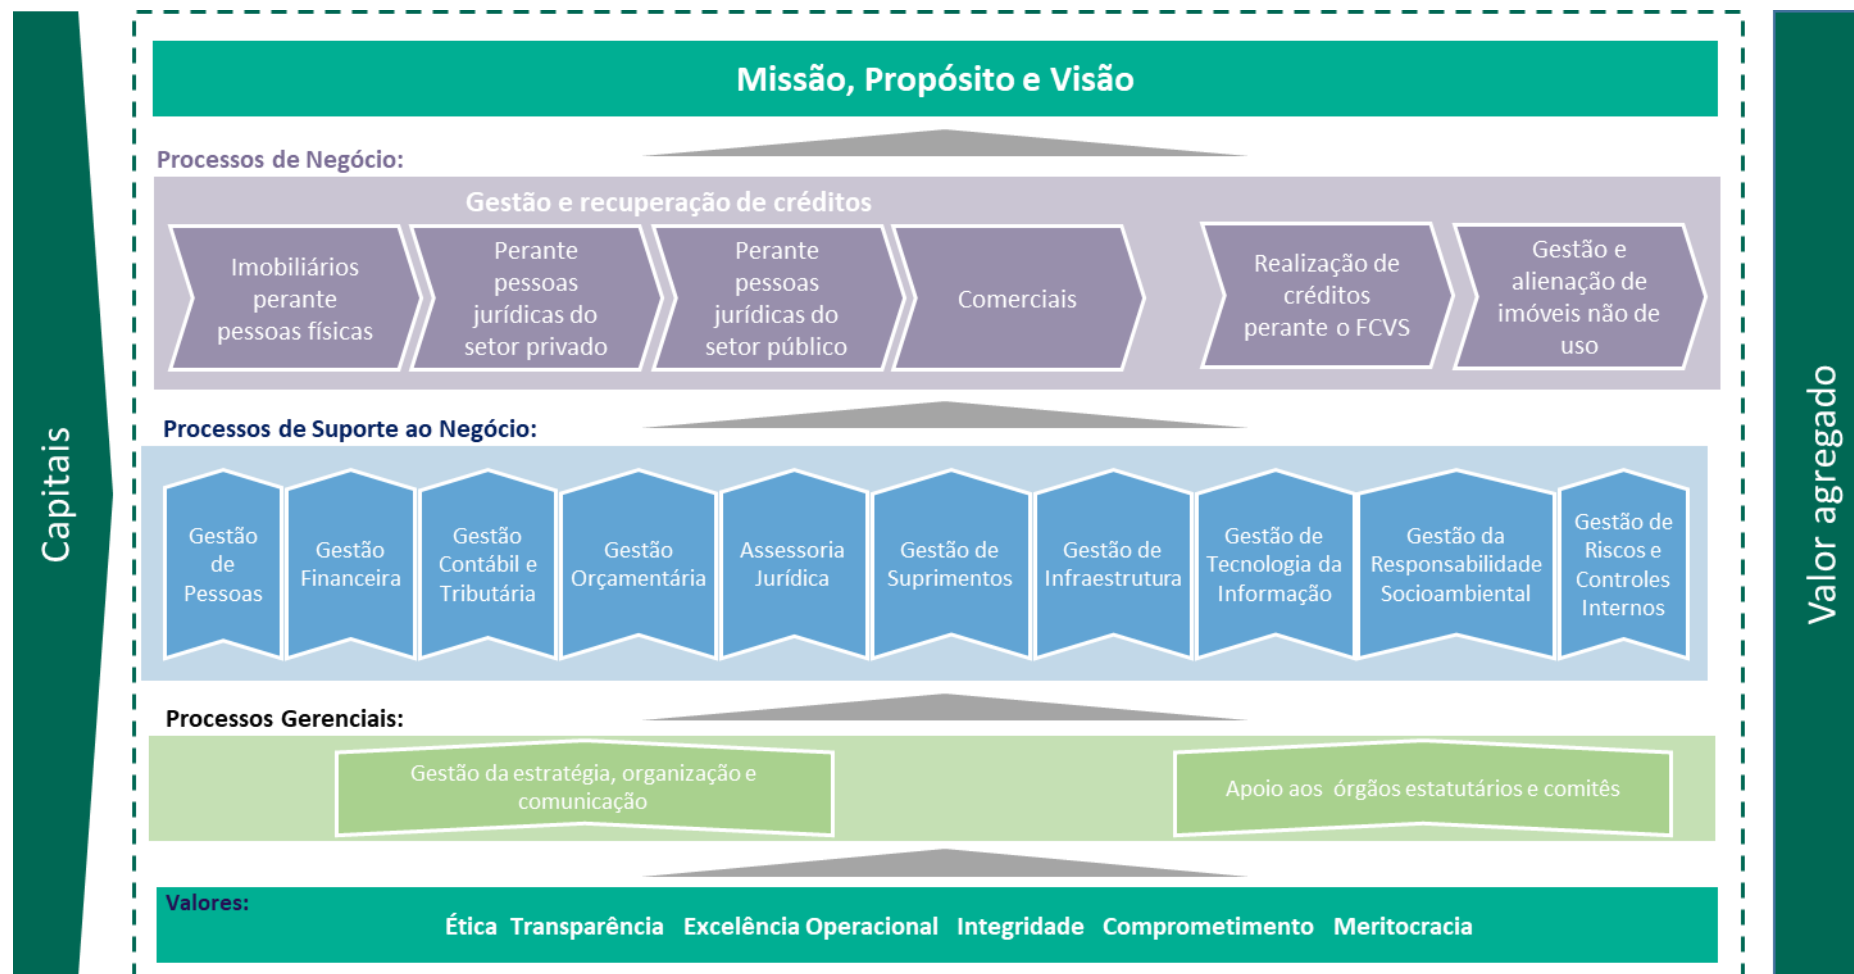 Capitais
Missão, Propósito e Visão
Processos de Negócio:
Gestão e recuperação de créditos
Imobiliários
perante
pessoas físicas
Perante
pessoas
jurídicas do
setor privado
Perante
pessoas
jurídicas do
setor público
Comerciais
Realização de
créditos
perante o FCVS
Gestão e
alienação de
imóveis não de
uso
Processos de Suporte ao Negócio:
Gestão
de
Pessoas
Gestão
Financeira
Gestão
Contábil e
Tributária
Gestão
Orçamentária
Assessoria
Jurídica
Gestão de
Suprimentos
Gestão de
Infraestrutura
Gestão de
Tecnologia da
Informação
Gestão da
Responsabilidade
Socioambiental
Gestão de
Riscos e
Controles
Internos
Processos Gerenciais:
Gestão da estratégia, organização e
comunicação
Apoio aos órgãos estatutários e comitês
Valores:
Ética Transparência Excelência Operacional Integridade Comprometimento Meritocracia
Valor agregado